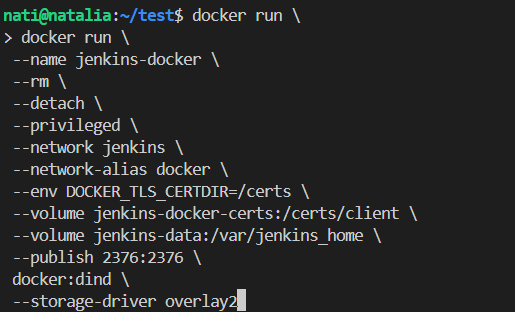 nati@natalia:~/test$ docker run \
> docker run \
--name jenkins-docker \
--rm \
--detach \
--privileged \
--network jenkins \
--network-alias docker \
--env DOCKER_TLS_CERTDIR=/certs \
--volume jenkins-docker-certs:/certs/client \
--volume jenkins-data:/var/jenkins_home \
--publish 2376:2376 \
docker:dind \
--storage-driver overlay2